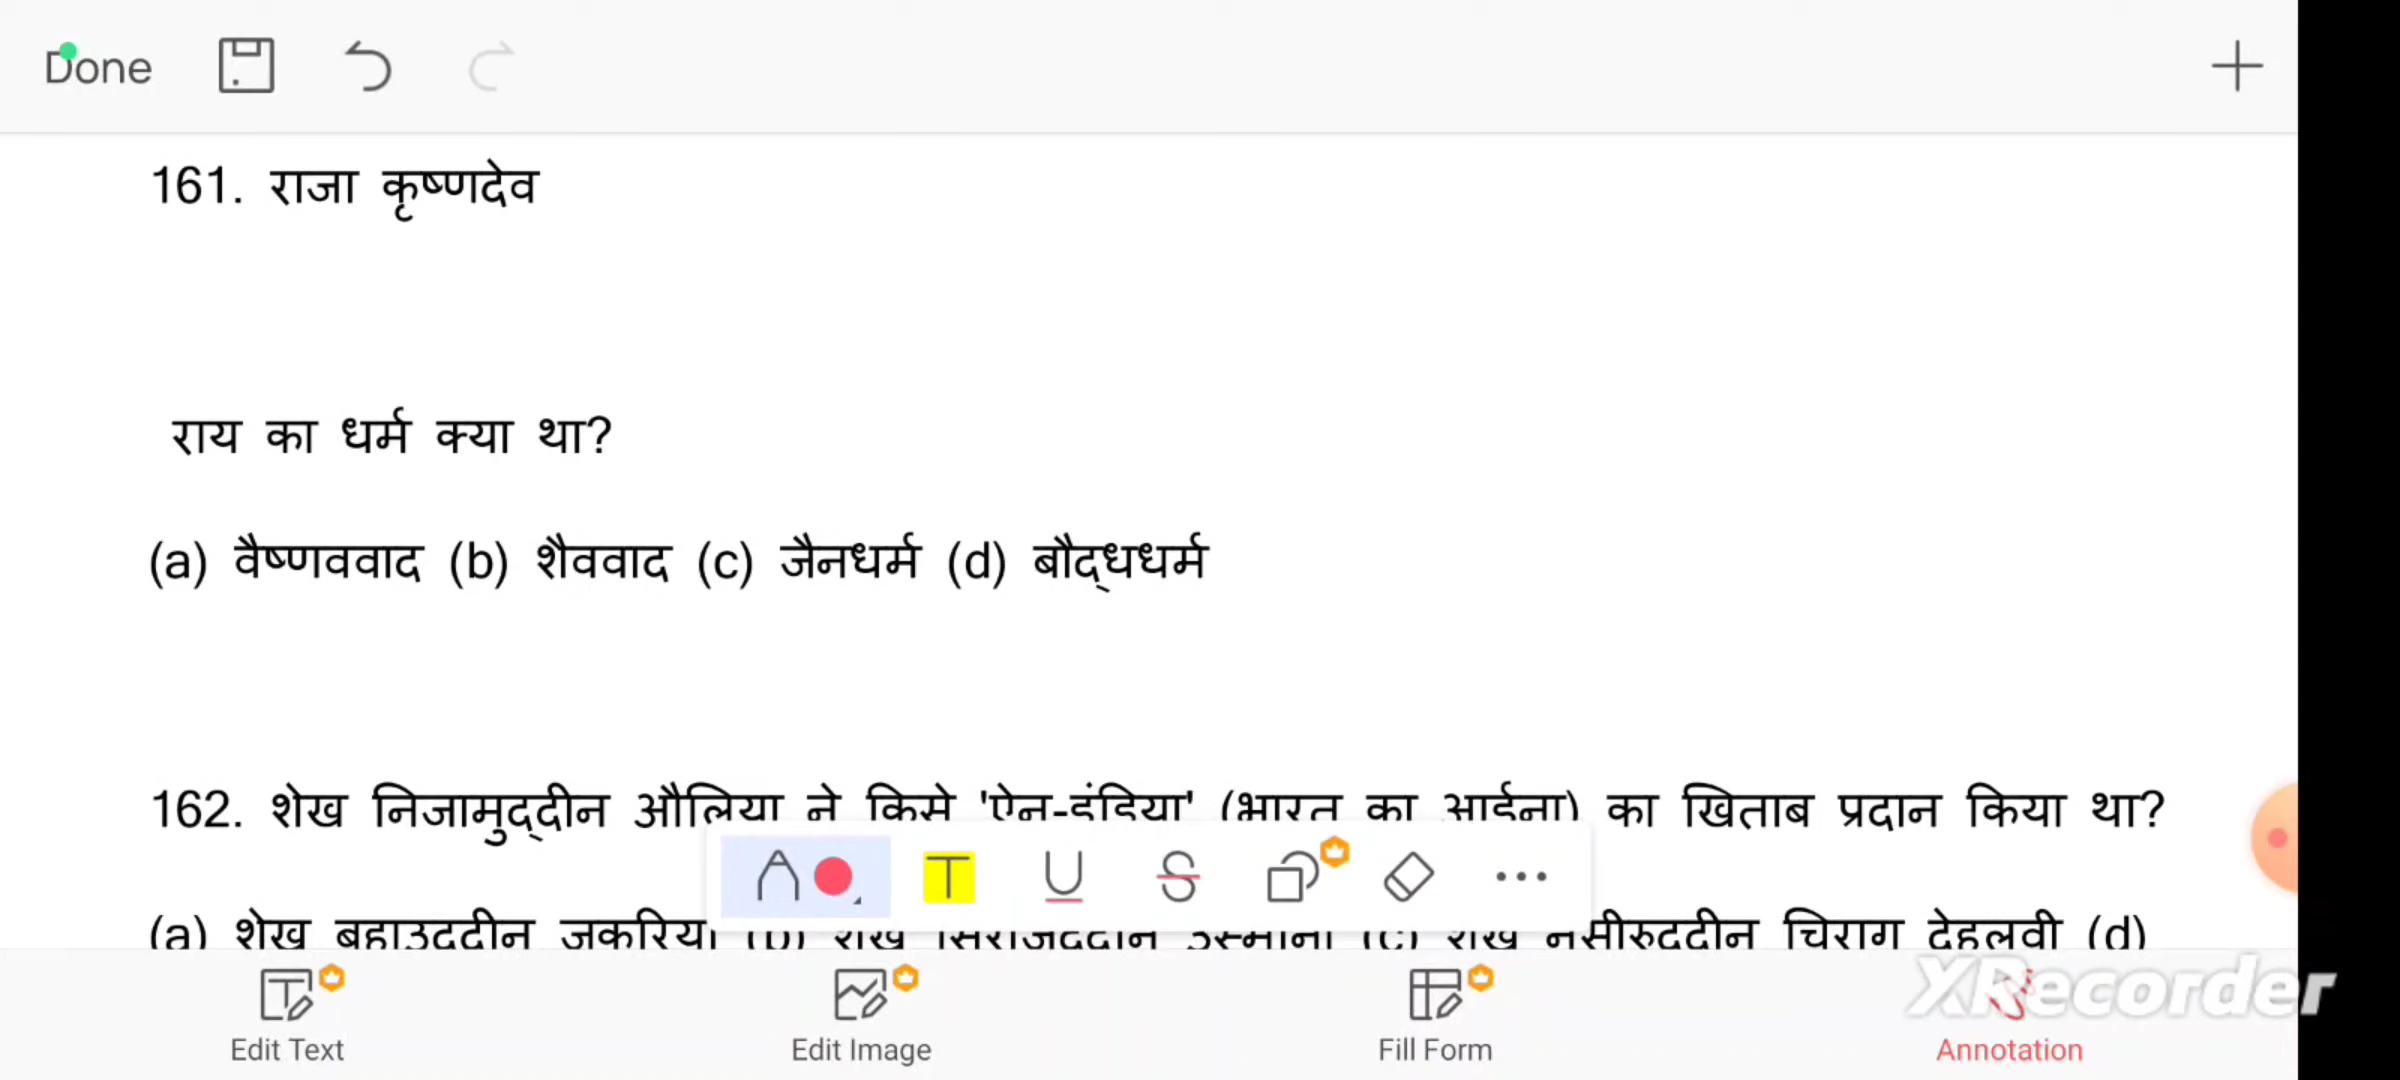 Done
161. राजा कृष्णदेव
राय का धर्म क्या था?
(a) वैष्णववाद (b) शैववाद (c) जैनधर्म (d) बौद्धधर्म
162. शेख निजामुद्दीन औलिया ने किसे 'ऐन-इंडिया' (भारत का आईना) का खिताब प्रदान किया था?
(a) शेख बहाउद्दीन जकरिया (b) शेख सिराजुद्दीन उस्मानी (c) शेख नसीरुद्दीन चिराग देहलवी (d)
XRecorder
Edit Text Edit Image Fill Form Annotation